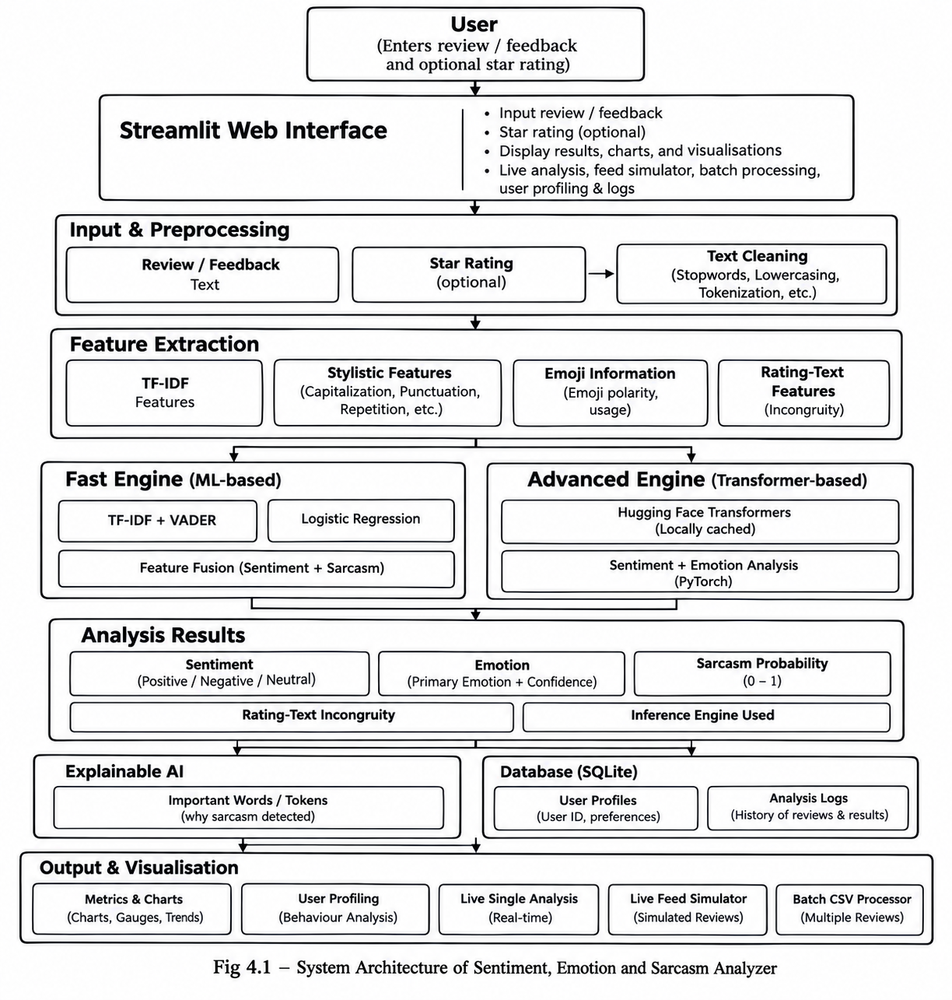 User
(Enters review / feedback
and optional star rating)
Streamlit Web Interface
• Input review / feedback
• Star rating (optional)
• Display results, charts, and visualisations
• Live analysis, feed simulator, batch processing,
user profiling & logs
Input & Preprocessing
Review / Feedback
Text
Star Rating
(optional)
Text Cleaning
(Stopwords, Lowercasing,
Tokenization, etc.)
Feature Extraction
TF-IDF
Features
Stylistic Features
(Capitalization, Punctuation,
Repetition, etc.)
Emoji Information
(Emoji polarity,
usage)
Rating-Text
Features
(Incongruity)
Fast Engine (ML-based)
TF-IDF + VADER
Logistic Regression
Feature Fusion (Sentiment + Sarcasm)
Advanced Engine (Transformer-based)
Hugging Face Transformers
(Locally cached)
Sentiment + Emotion Analysis
(PyTorch)
Analysis Results
Sentiment
(Positive / Negative / Neutral)
Emotion
(Primary Emotion + Confidence)
Sarcasm Probability
(0 – 1)
Rating-Text Incongruity
Inference Engine Used
Explainable AI
Important Words / Tokens
(why sarcasm detected)
Database (SQLite)
User Profiles
(User ID, preferences)
Analysis Logs
(History of reviews & results)
Output & Visualisation
Metrics & Charts
(Charts, Gauges, Trends)
User Profiling
(Behaviour Analysis)
Live Single Analysis
(Real-time)
Live Feed Simulator
(Simulated Reviews)
Batch CSV Processor
(Multiple Reviews)
Fig 4.1 – System Architecture of Sentiment, Emotion and Sarcasm Analyzer